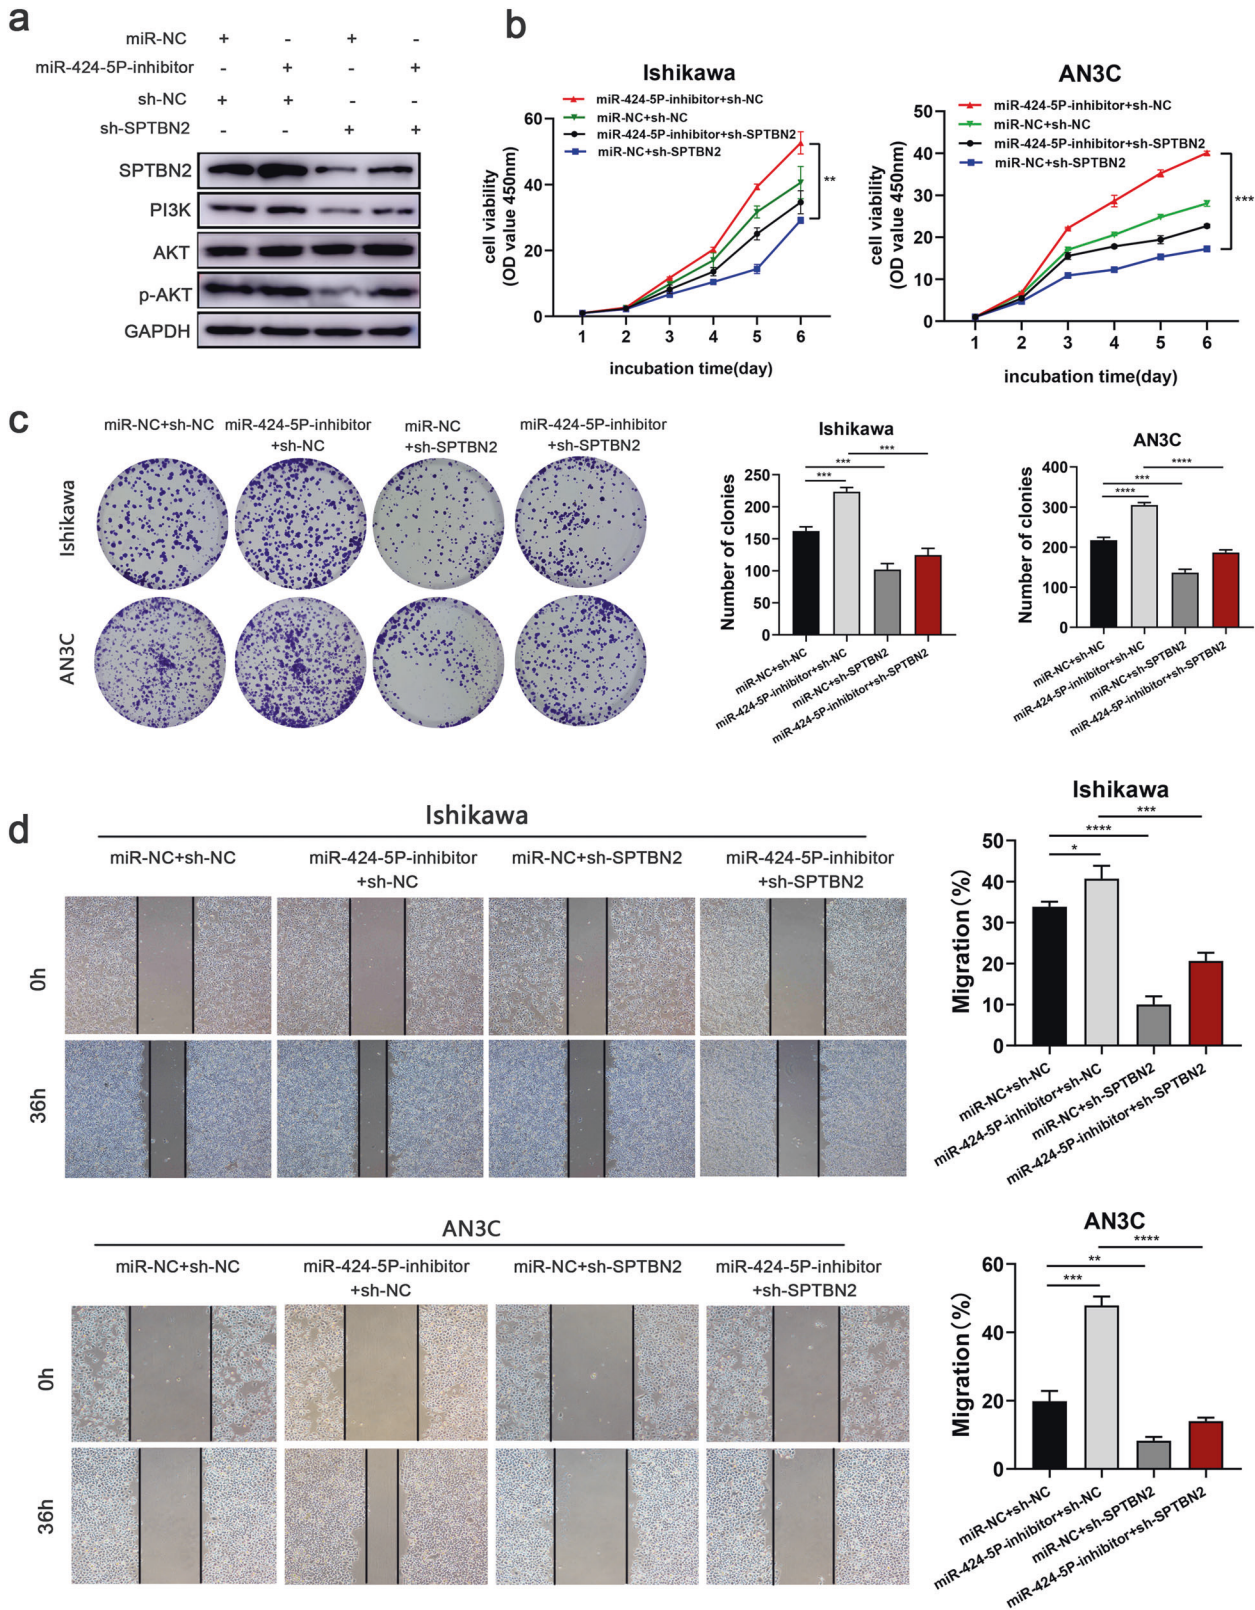 a
miR-NC + - + -
miR-424-5P-inhibitor - + - +
sh-NC + + - -
sh-SPTBN2 - - + +
SPTBN2
PI3K
AKT
p-AKT
GAPDH
b
Ishikawa
miR-424-5P-inhibitor+sh-NC
miR-NC+sh-NC
miR-424-5P-inhibitor+sh-SPTBN2
miR-NC+sh-SPTBN2
cell viability
(OD value 450nm)
60
40
20
0
1 2 3 4 5 6
incubation time(day)
**
AN3C
miR-424-5P-inhibitor+sh-NC
miR-NC+sh-NC
miR-424-5P-inhibitor+sh-SPTBN2
miR-NC+sh-SPTBN2
cell viability
(OD value 450nm)
50
40
30
20
10
0
1 2 3 4 5 6
incubation time(day)
***
c
miR-NC+sh-NC
miR-424-5P-inhibitor
+sh-NC
miR-NC
+sh-SPTBN2
miR-424-5P-inhibitor
+sh-SPTBN2
Ishikawa
AN3C
Ishikawa
Number of clonies
250
200
150
100
50
0
***
***
***
miR-NC+sh-NC
miR-424-5P-inhibitor+sh-NC
miR-NC+sh-SPTBN2
miR-424-5P-inhibitor+sh-SPTBN2
AN3C
Number of clonies
400
300
200
100
0
****
***
****
miR-NC+sh-NC
miR-424-5P-inhibitor+sh-NC
miR-NC+sh-SPTBN2
miR-424-5P-inhibitor+sh-SPTBN2
d
Ishikawa
miR-NC+sh-NC
miR-424-5P-inhibitor
+sh-NC
miR-NC+sh-SPTBN2
miR-424-5P-inhibitor
+sh-SPTBN2
0h
36h
Ishikawa
Migration (%)
50
40
30
20
10
0
***
****
*
miR-NC+sh-NC
miR-424-5P-inhibitor+sh-NC
miR-NC+sh-SPTBN2
miR-424-5P-inhibitor+sh-SPTBN2
AN3C
miR-NC+sh-NC
miR-424-5P-inhibitor
+sh-NC
miR-NC+sh-SPTBN2
miR-424-5P-inhibitor
+sh-SPTBN2
0h
36h
AN3C
Migration (%)
60
40
20
0
****
**
***
miR-NC+sh-NC
miR-424-5P-inhibitor+sh-NC
miR-NC+sh-SPTBN2
miR-424-5P-inhibitor+sh-SPTBN2